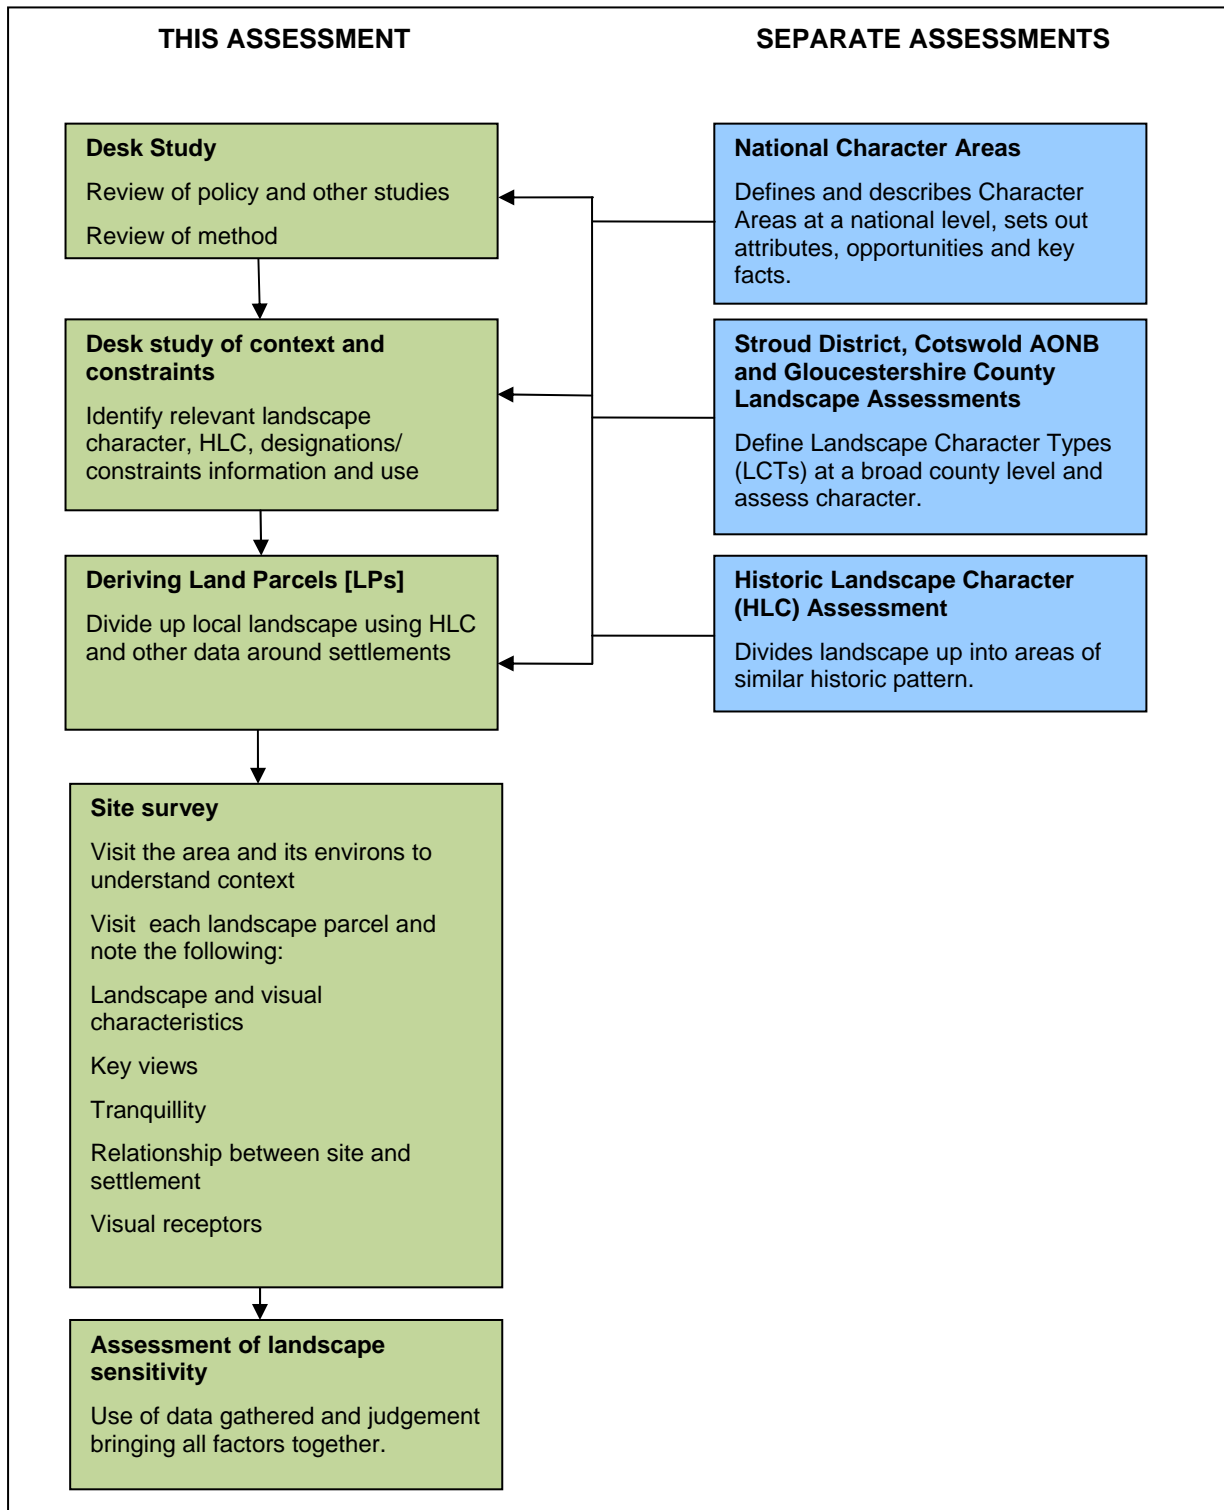 THIS ASSESSMENT
Desk Study
Review of policy and other studies
Review of method
Desk study of context and
constraints
Identify relevant landscape
character, HLC, designations/
constraints information and use
Deriving Land Parcels [LPs]
Divide up local landscape using HLC
and other data around settlements
Site survey
Visit the area and its environs to
understand context
Visit  each landscape parcel and
note the following:
Landscape and visual
characteristics
Key views
Tranquillity
Relationship between site and
settlement
Visual receptors
Assessment of landscape
sensitivity
Use of data gathered and judgement
bringing all factors together.
SEPARATE ASSESSMENTS
National Character Areas
Defines and describes Character
Areas at a national level, sets out
attributes, opportunities and key
facts.
Stroud District, Cotswold AONB
and Gloucestershire County
Landscape Assessments
Define Landscape Character Types
(LCTs) at a broad county level and
assess character.
Historic Landscape Character
(HLC) Assessment
Divides landscape up into areas of
similar historic pattern.